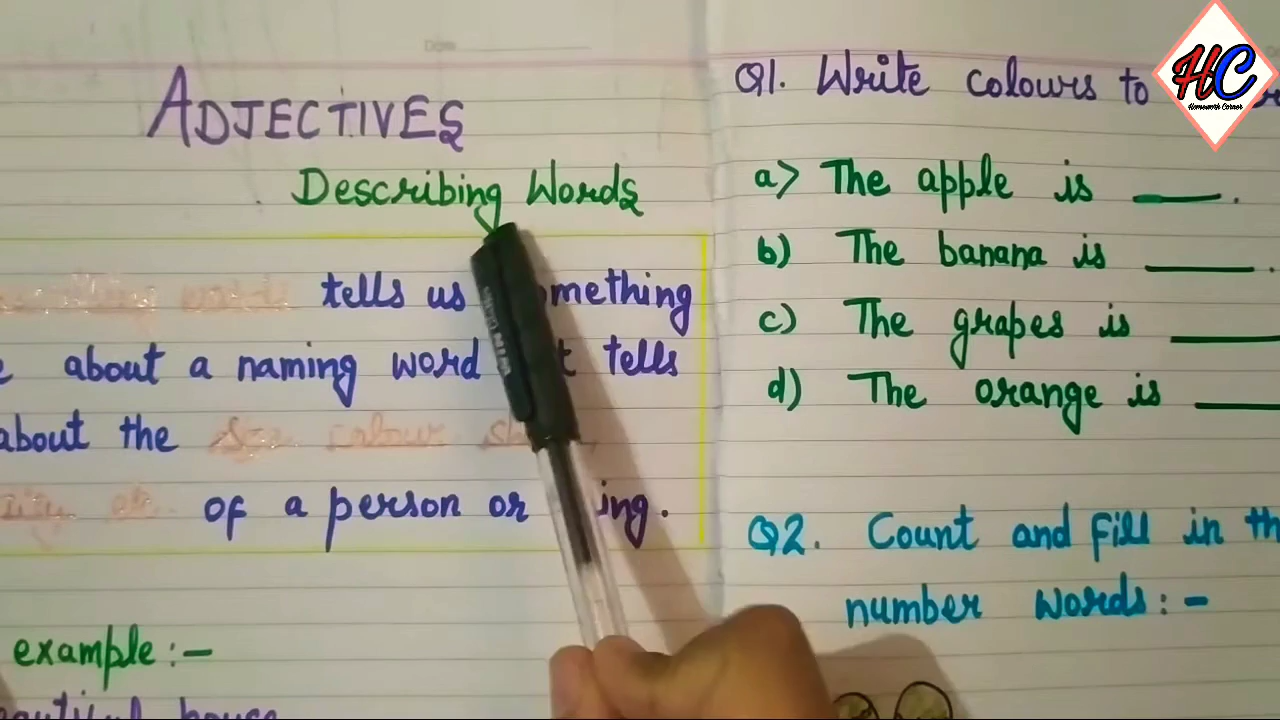 Date
ADJECTIVES
Describing Words
tells us
about a naming word tells
about the colour
of a person or
example:-
house
Q1. Write colours to
a> The apple is ____.
b) The banana is ____.
c) The grapes is ____
d) The orange is ____
Q2. Count and fill in
number words:-
HC
Homework Corner